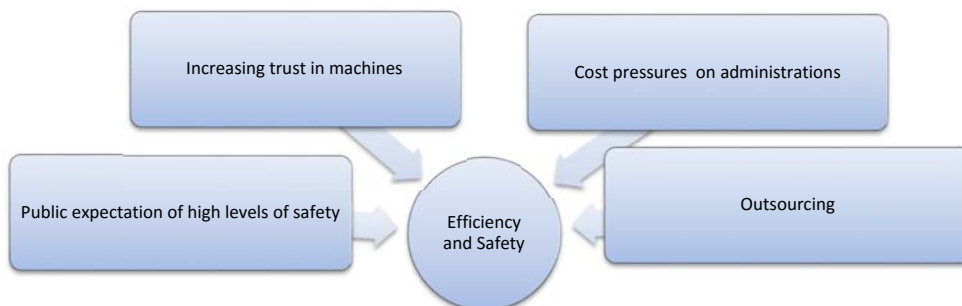 Increasing trust in machines
Cost pressures on administrations
Public expectation of high levels of safety
Efficiency
and Safety
Outsourcing